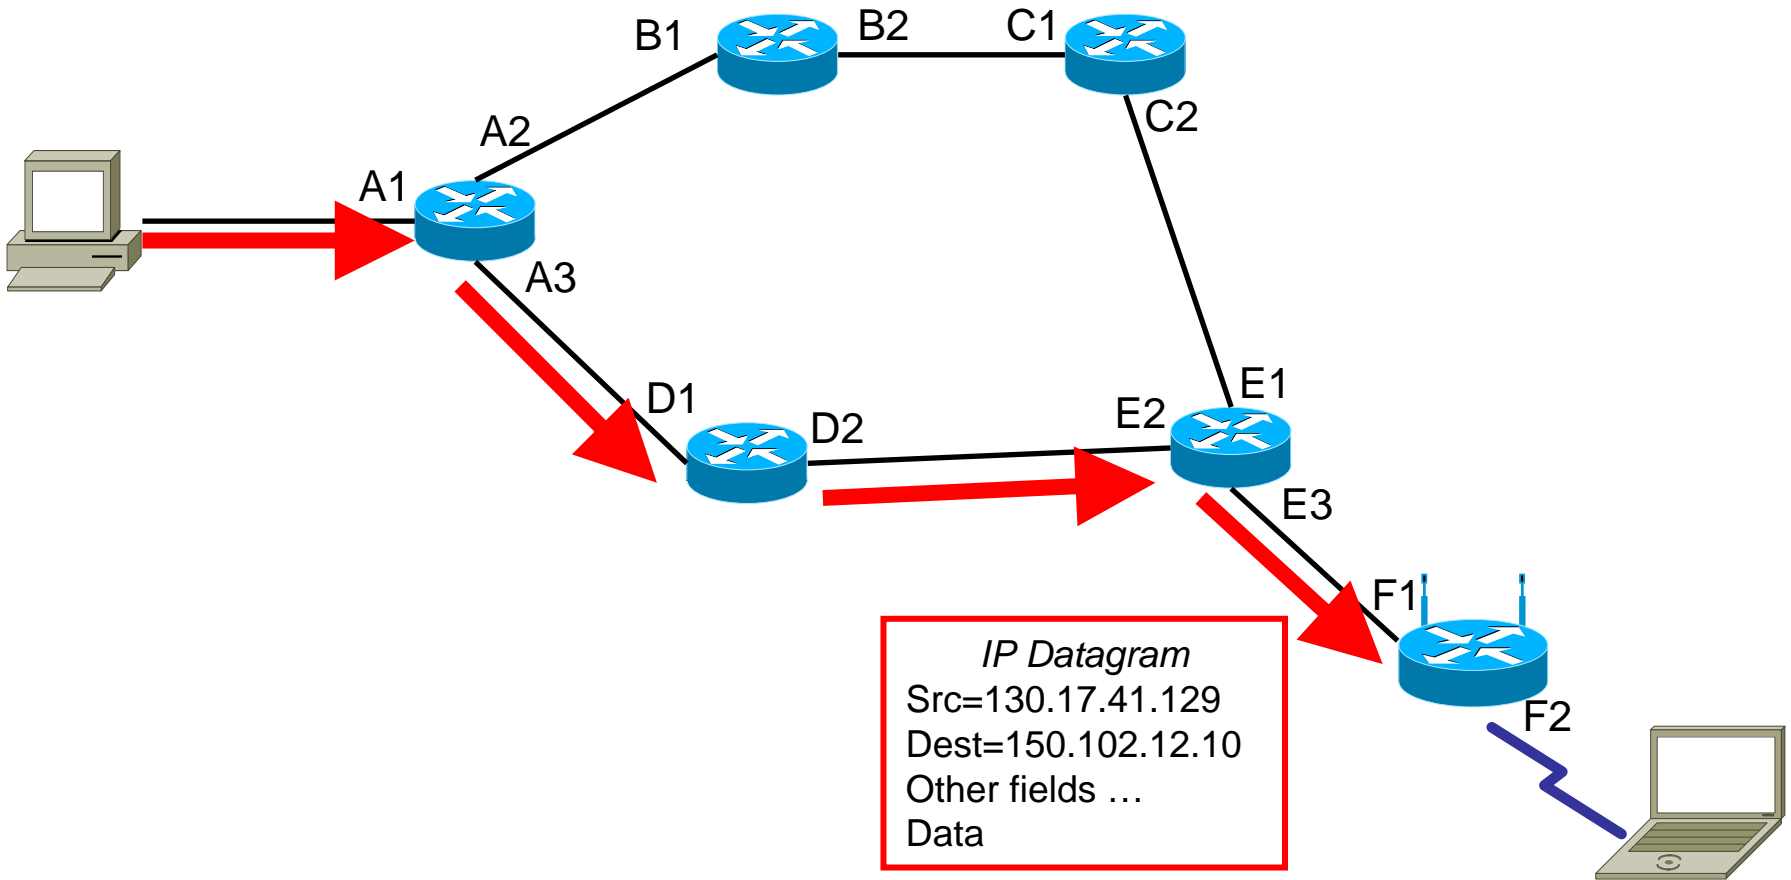 B1
B2
C1
A2
C2
A1
A3
D1
D2
E2
E1
E3
F1
IP Datagram
Src=130.17.41.129
Dest=150.102.12.10
Other fields …
Data
F2